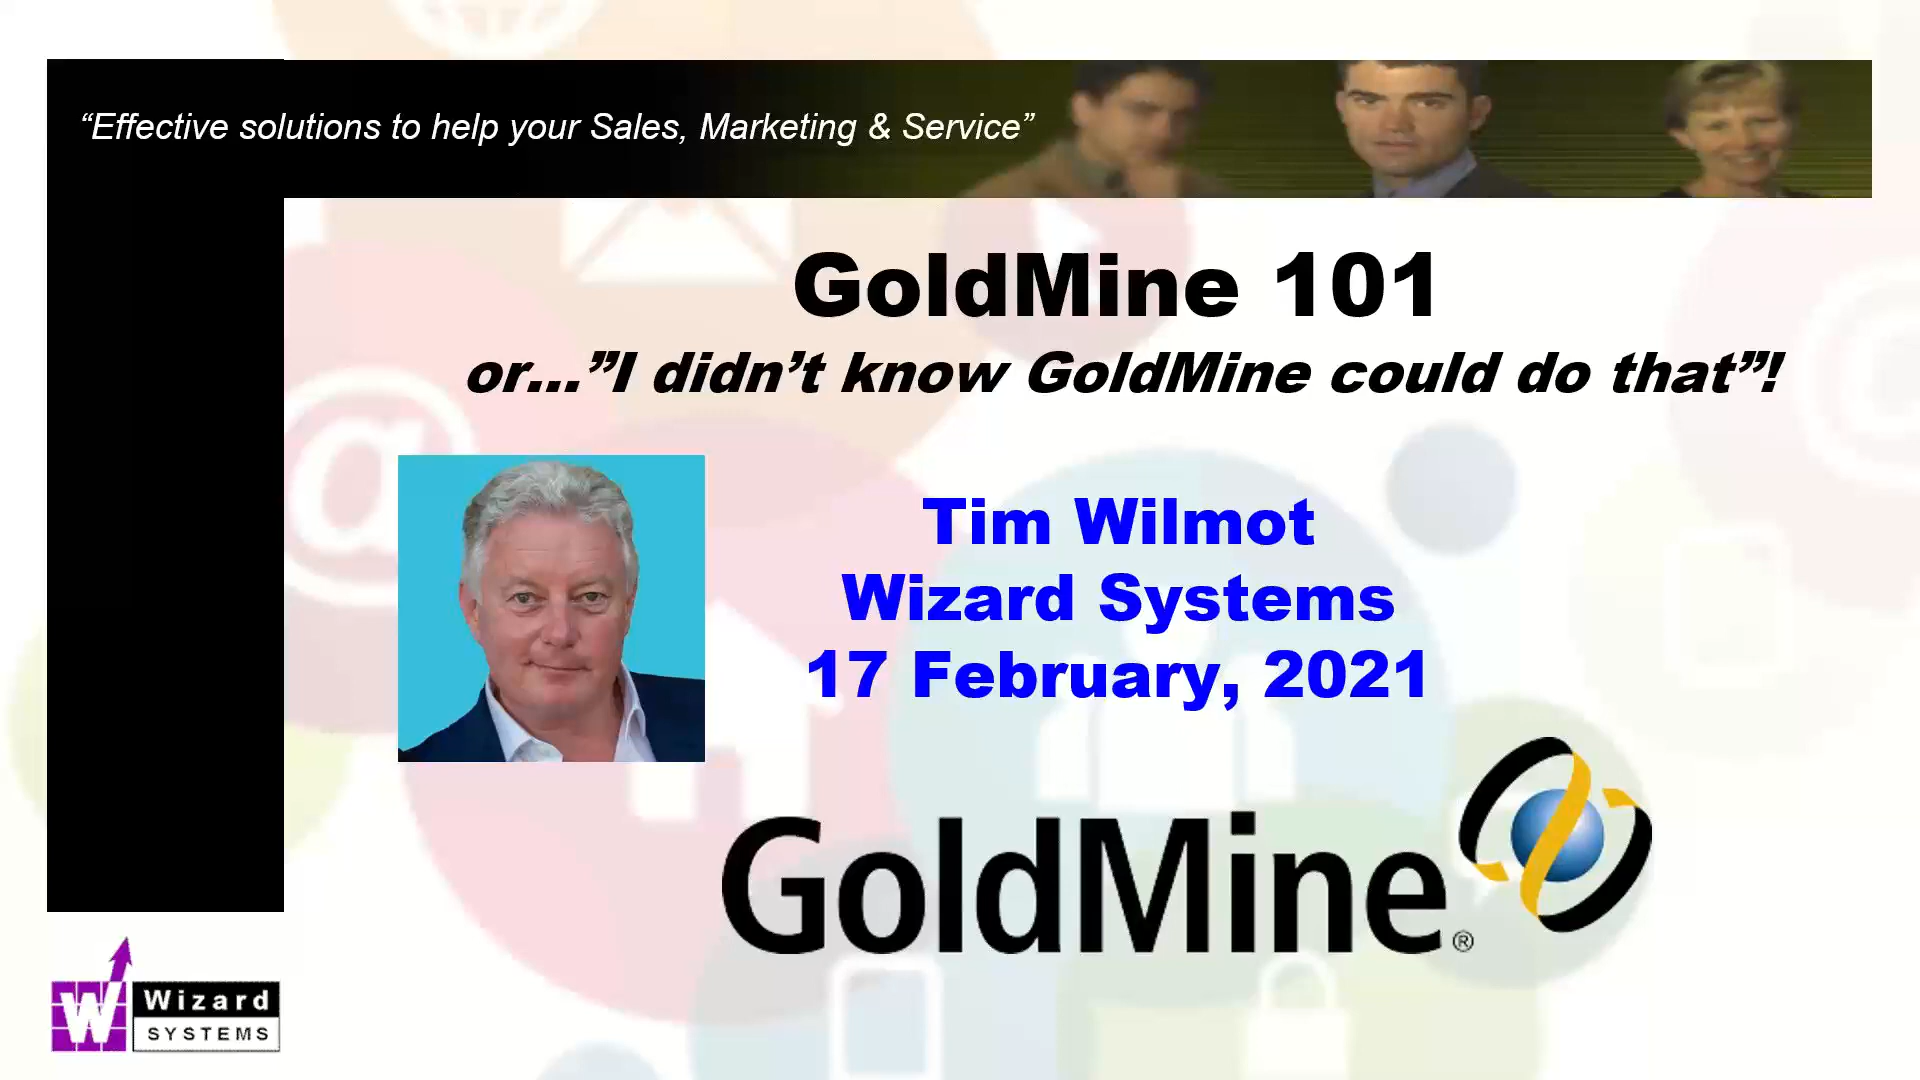 “Effective solutions to help your Sales, Marketing & Service”
GoldMine 101
or...”I didn’t know GoldMine could do that”!
Tim Wilmot
Wizard Systems
17 February, 2021
GoldMine®
W Wizard
SYSTEMS